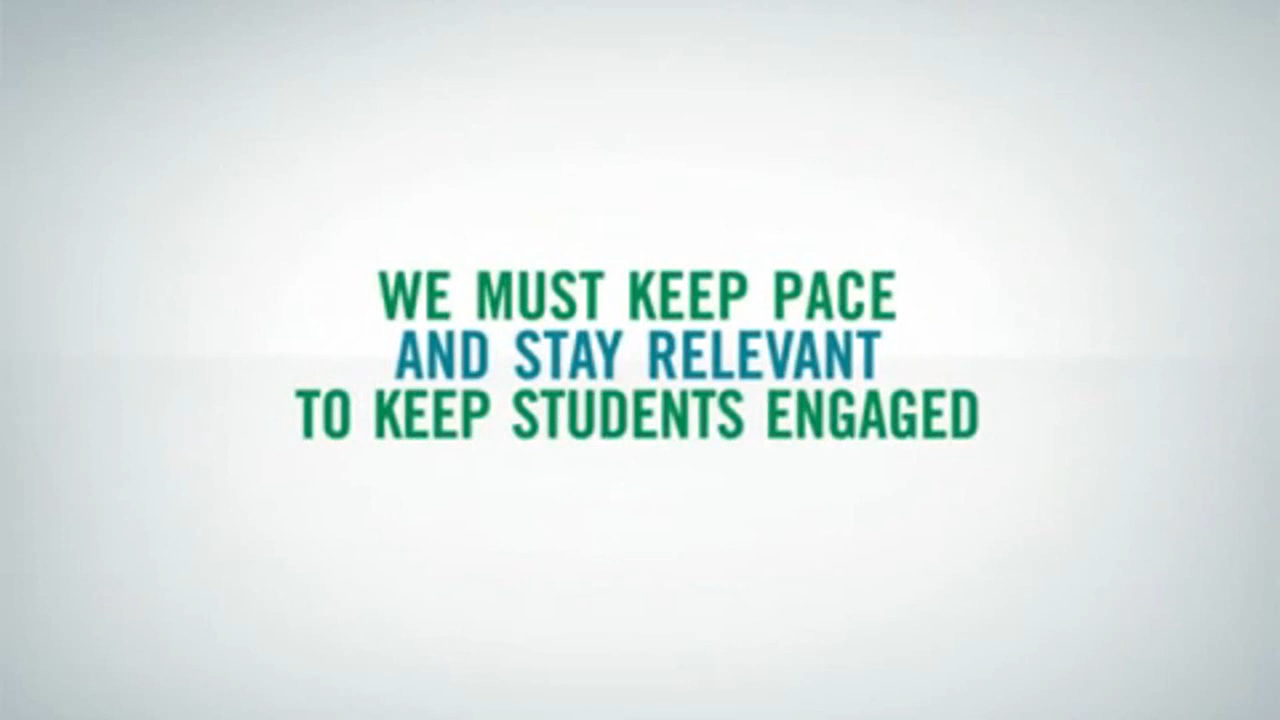 WE MUST KEEP PACE
AND STAY RELEVANT
TO KEEP STUDENTS ENGAGED